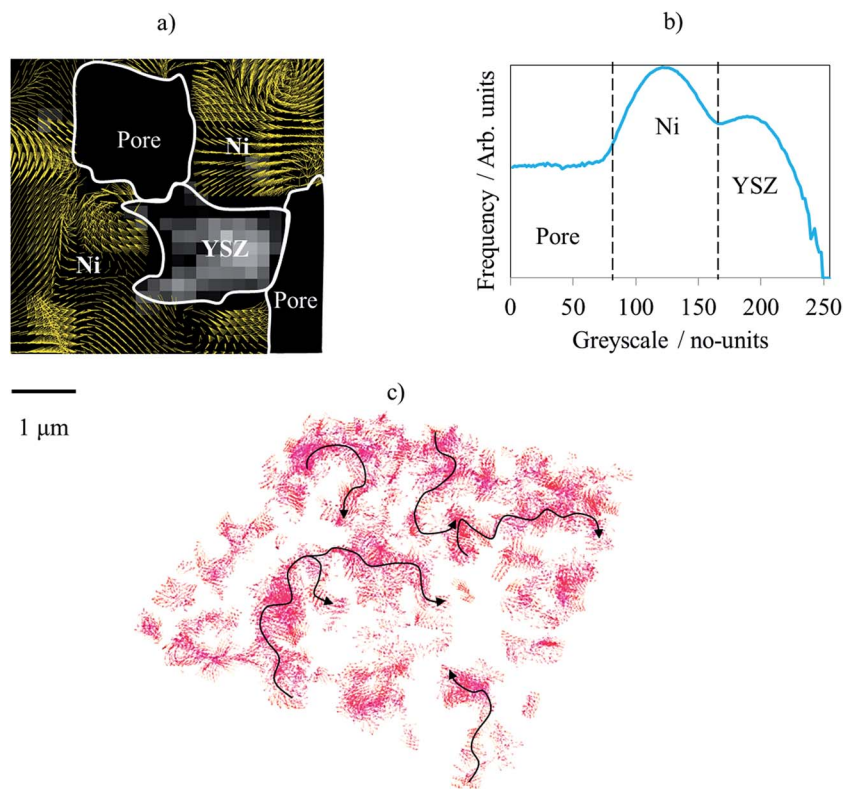 a)
Pore
Ni
Ni
YSZ
Pore
1 μm
b)
Frequency / Arb. units
Ni
YSZ
Pore
0 50 100 150 200 250
Greyscale / no-units
c)